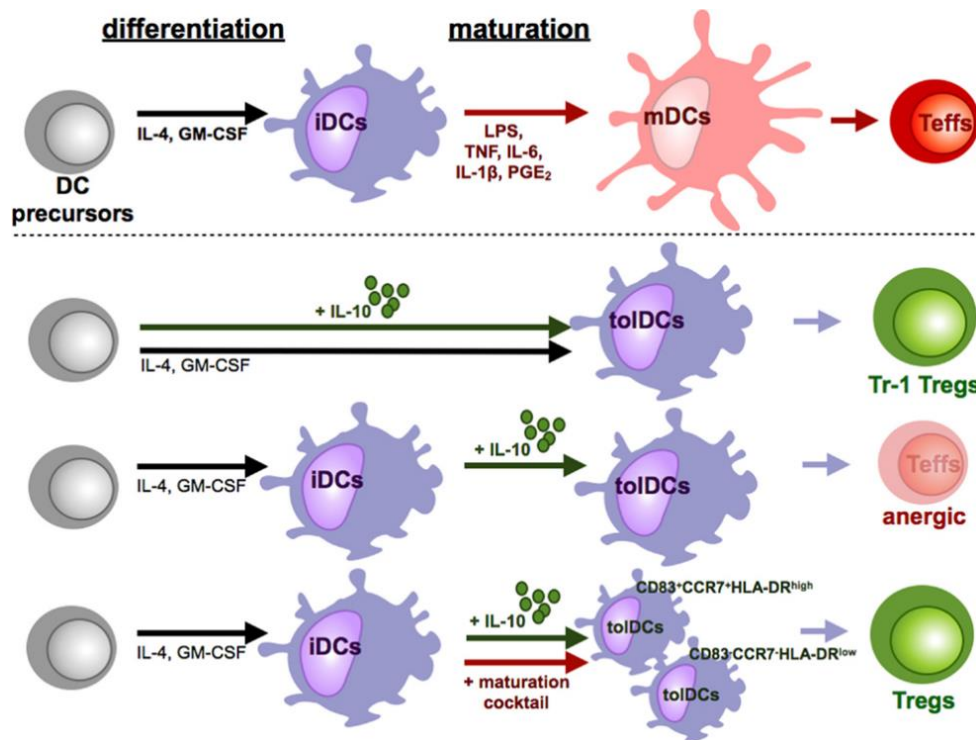 differentiation
maturation
IL-4, GM-CSF
iDCs
LPS,
TNF, IL-6,
IL-1β, PGE₂
mDCs
Teffs
DC
precursors
+ IL-10
IL-4, GM-CSF
tolDCs
Tr-1 Tregs
IL-4, GM-CSF
iDCs
+ IL-10
tolDCs
Teffs
anergic
IL-4, GM-CSF
iDCs
+ IL-10
+ maturation
cocktail
CD83⁺CCR7⁺HLA-DRʰⁱᵍʰ
tolDCs
CD83⁻CCR7⁻HLA-DRˡᵒʷ
tolDCs
Tregs